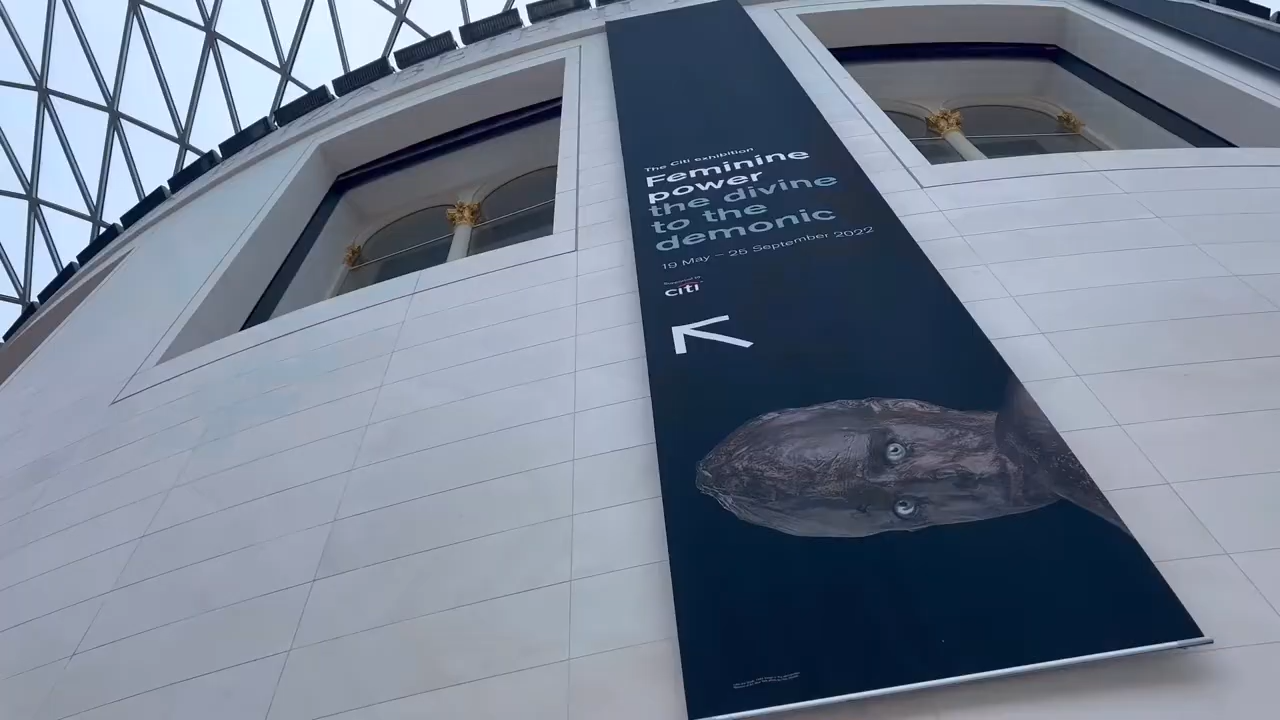 The Citi exhibition
Feminine
power
the divine
to the
demonic
19 May – 25 September 2022
citi